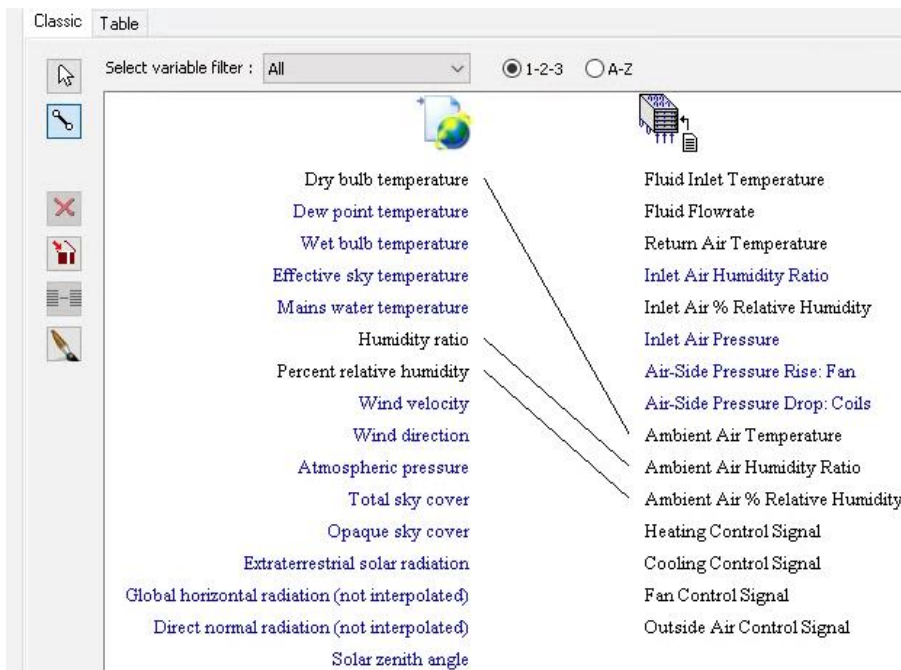 Classic Table
Select variable filter : All 1-2-3 A-Z
Dry bulb temperature
Dew point temperature
Wet bulb temperature
Effective sky temperature
Mains water temperature
Humidity ratio
Percent relative humidity
Wind velocity
Wind direction
Atmospheric pressure
Total sky cover
Opaque sky cover
Extraterrestrial solar radiation
Global horizontal radiation (not interpolated)
Direct normal radiation (not interpolated)
Solar zenith angle
Fluid Inlet Temperature
Fluid Flowrate
Return Air Temperature
Inlet Air Humidity Ratio
Inlet Air % Relative Humidity
Inlet Air Pressure
Air-Side Pressure Rise: Fan
Air-Side Pressure Drop: Coils
Ambient Air Temperature
Ambient Air Humidity Ratio
Ambient Air % Relative Humidity
Heating Control Signal
Cooling Control Signal
Fan Control Signal
Outside Air Control Signal